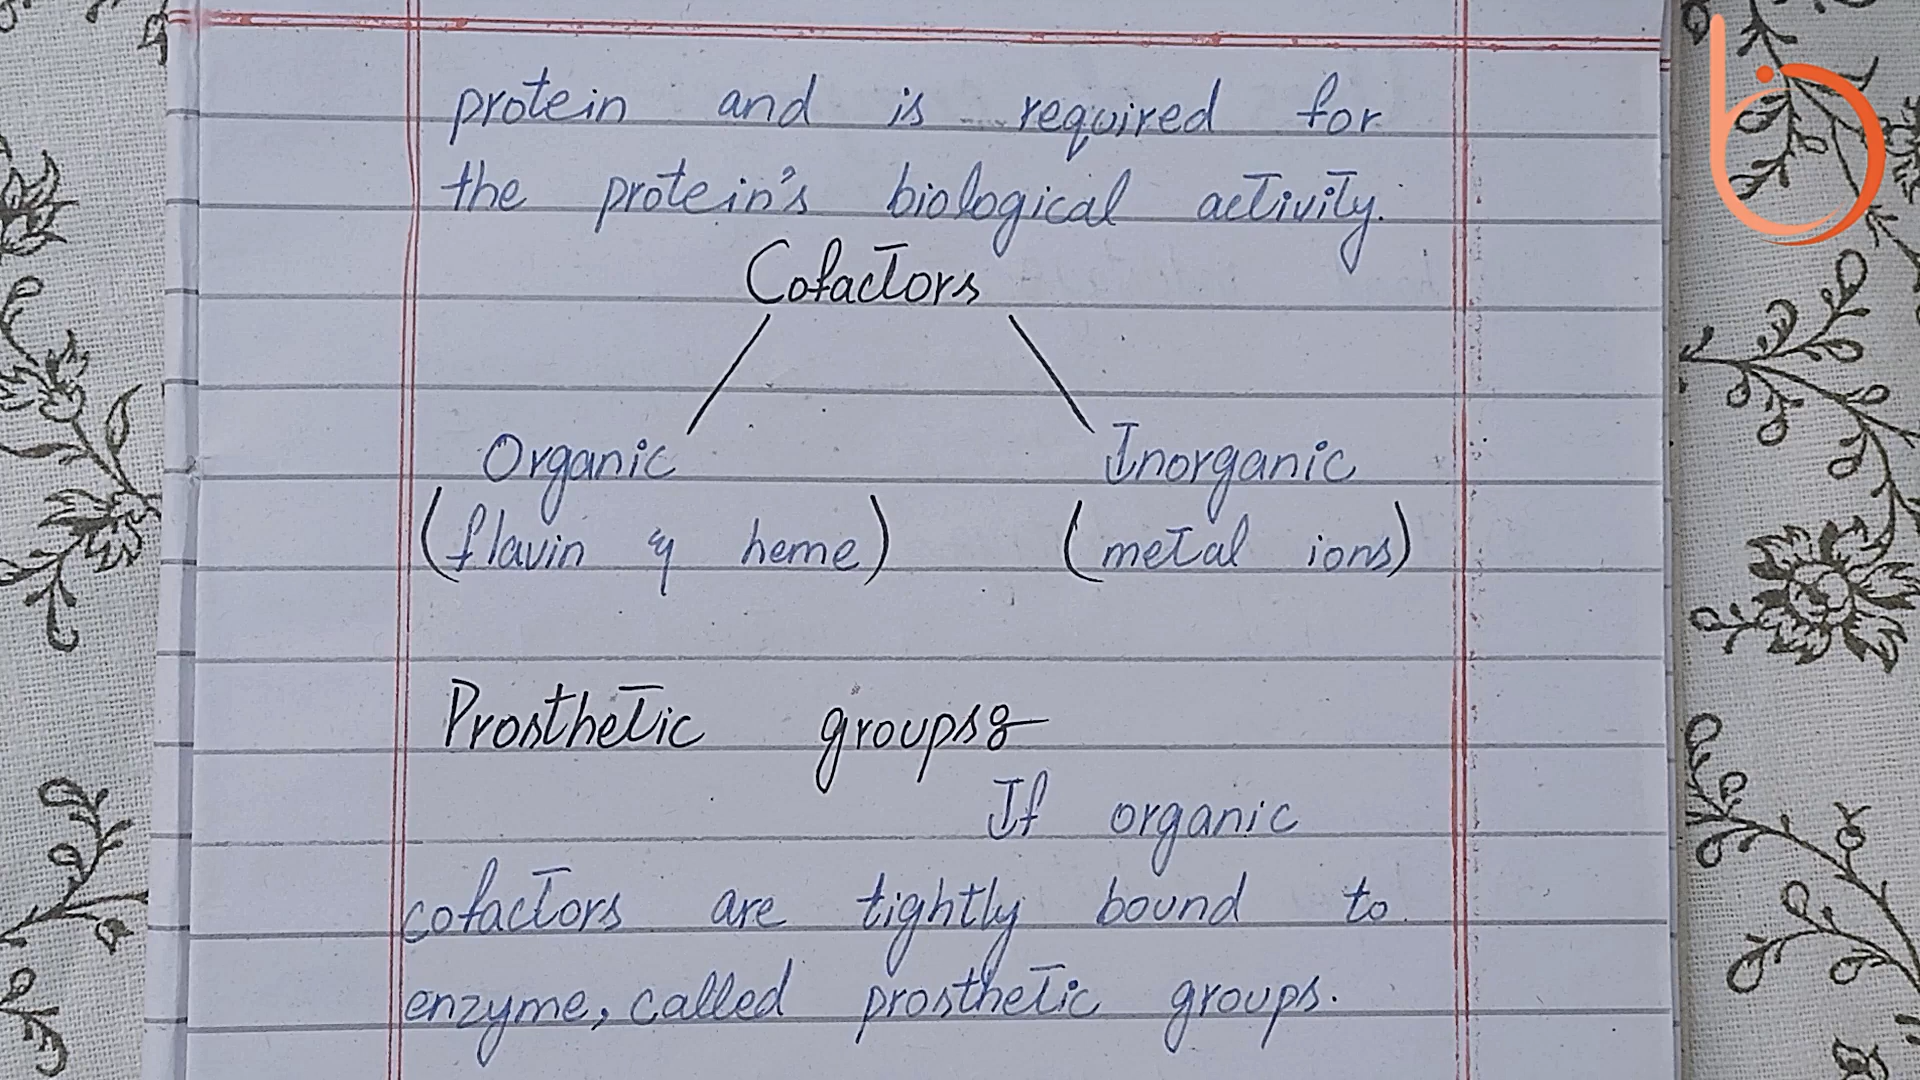 protein and is required for
the protein's biological activity.
Cofactors
Organic Inorganic
(flavin & heme) (metal ions)
Prosthetic groups:-
If organic
cofactors are tightly bound to
enzyme, called prosthetic groups.